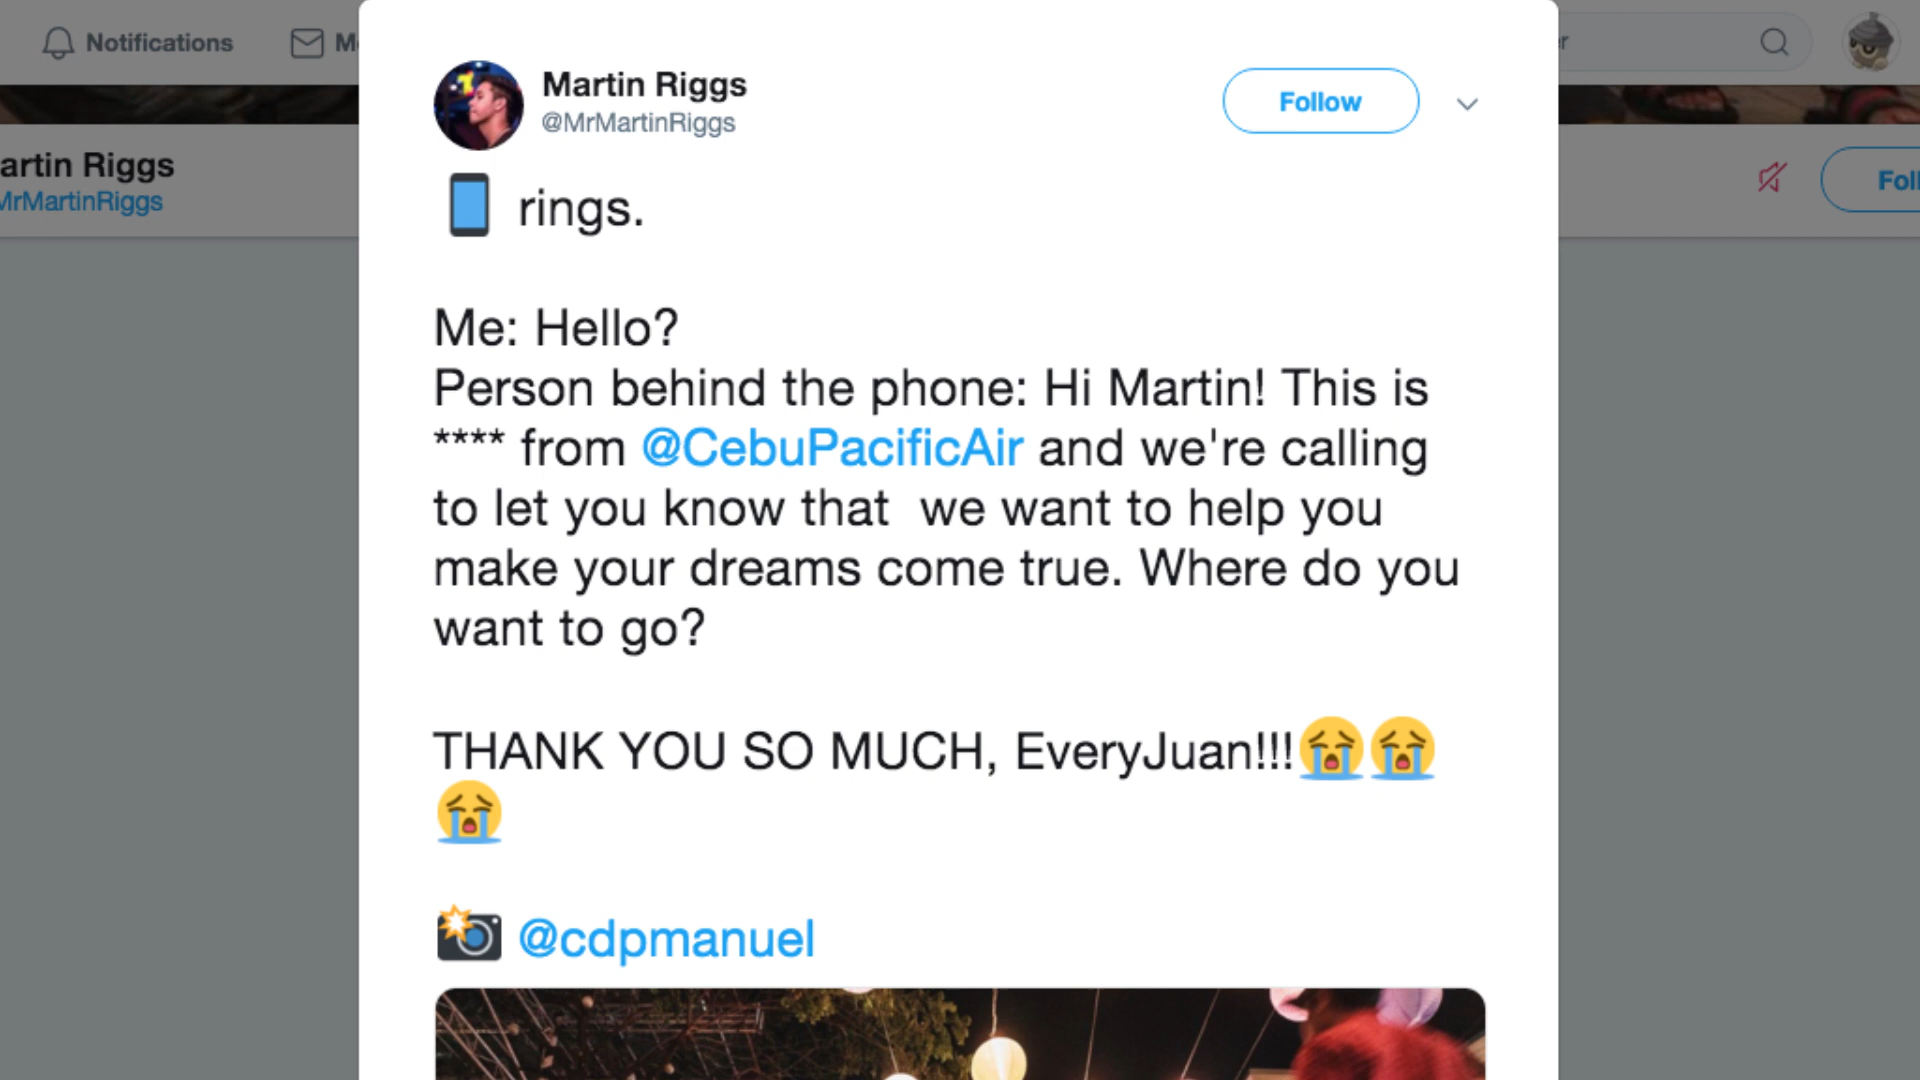 Notifications
Martin Riggs
@MrMartinRiggs
Follow
artin Riggs
MrMartinRiggs
📱 rings.
Me: Hello?
Person behind the phone: Hi Martin! This is
**** from @CebuPacificAir and we're calling
to let you know that  we want to help you
make your dreams come true. Where do you
want to go?
THANK YOU SO MUCH, EveryJuan!!!😭😭
😭
📸 @cdpmanuel